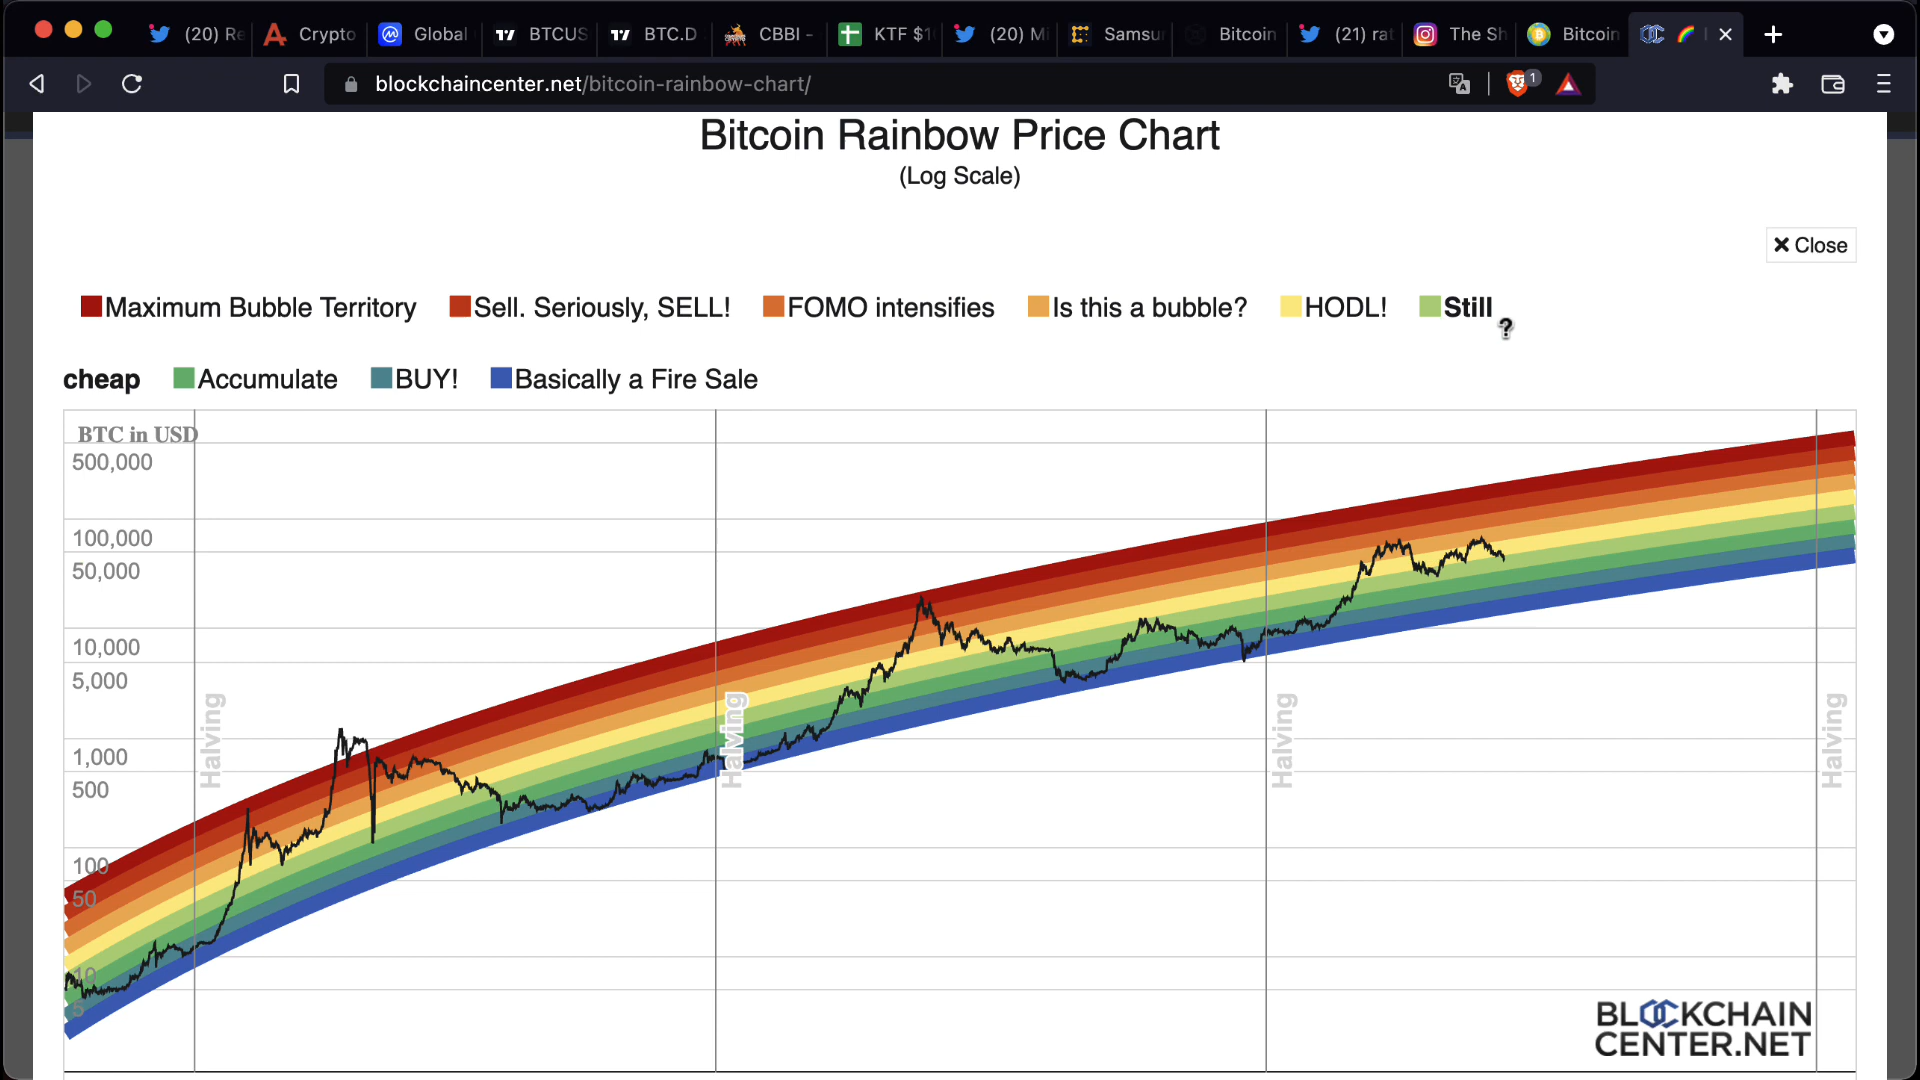 (20) Re
Crypto
Global
BTCUS
BTC.D
CBBI -
KTF $1
(20) Mi
Samsu
Bitcoin
(21) rat
The Sh
Bitcoin
blockchaincenter.net/bitcoin-rainbow-chart/
1
Bitcoin Rainbow Price Chart
(Log Scale)
Close
Maximum Bubble Territory Sell. Seriously, SELL! FOMO intensifies Is this a bubble? HODL! Still
cheap Accumulate BUY! Basically a Fire Sale
BTC in USD
500,000
100,000
50,000
10,000
5,000
Halving
Halving
Halving
Halving
1,000
500
100
50
10
5
BLOCKCHAIN
CENTER.NET